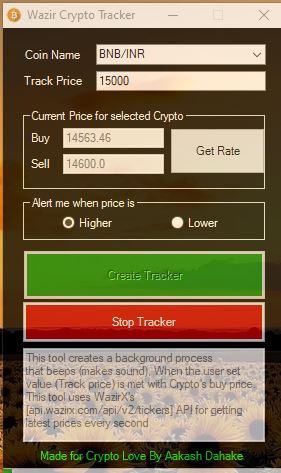 Wazir Crypto Tracker
Coin Name BNB/INR
Track Price 15000
Current Price for selected Crypto
Buy 14563.46
Get Rate
Sell 14600.0
Alert me when price is
Higher Lower
Create Tracker
Stop Tracker
This tool creates a background process
that beeps (makes sound). When the user set
value (Track price) is met with Crypto's buy price.
This tool uses WazirX's
[api.wazirx.com/api/v2/tickers] API for getting
latest prices every second
Made for Crypto Love By Aakash Dahake